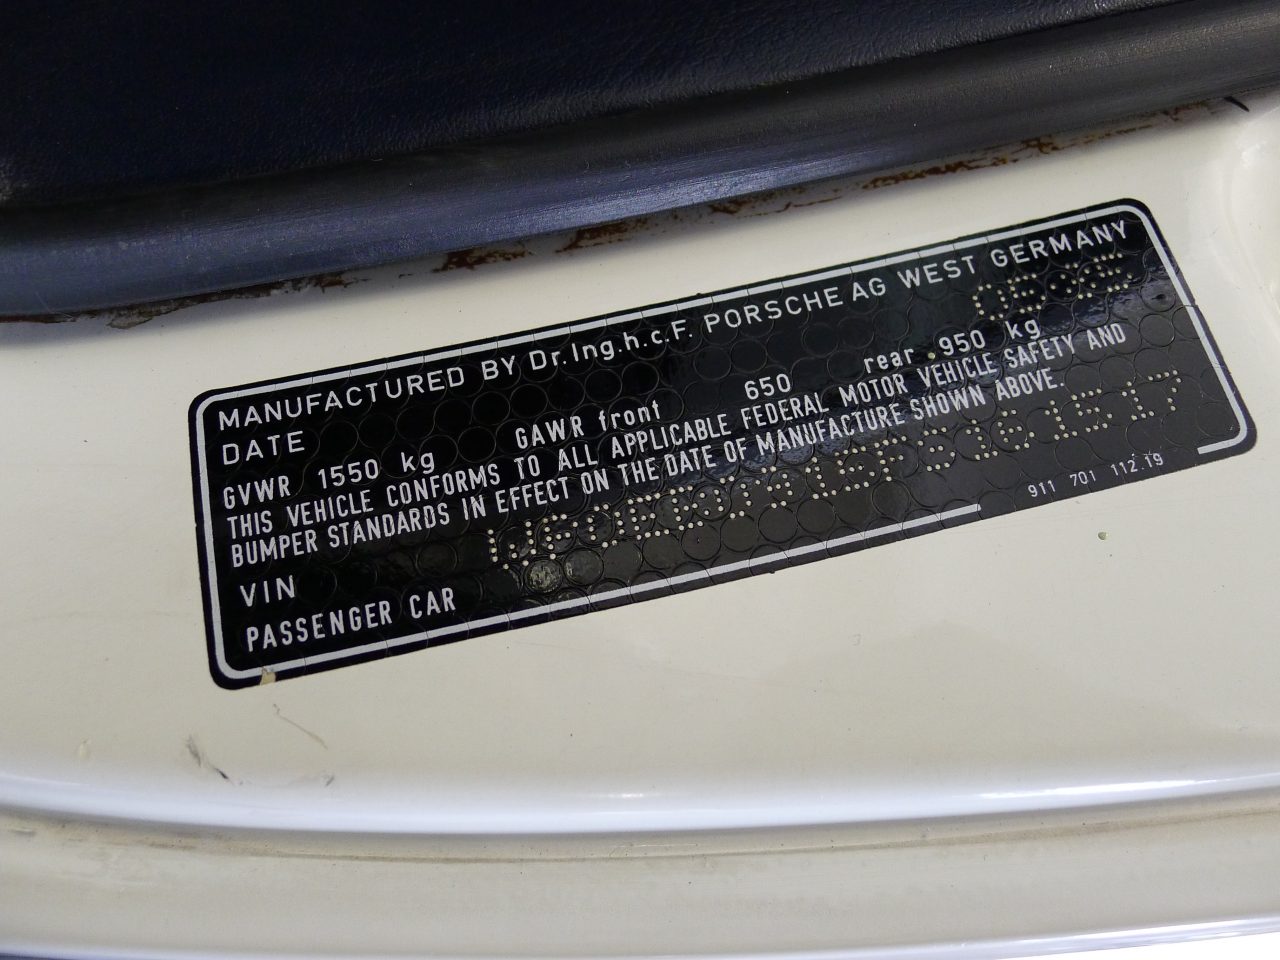 MANUFACTURED BY Dr.Ing.h.c.F. PORSCHE AG WEST GERMANY
DATE
GVWR 1550 kg GAWR front 650 rear 950 kg
THIS VEHICLE CONFORMS TO ALL APPLICABLE FEDERAL MOTOR VEHICLE SAFETY AND
BUMPER STANDARDS IN EFFECT ON THE DATE OF MANUFACTURE SHOWN ABOVE.
VIN
PASSENGER CAR
911 701 112.19